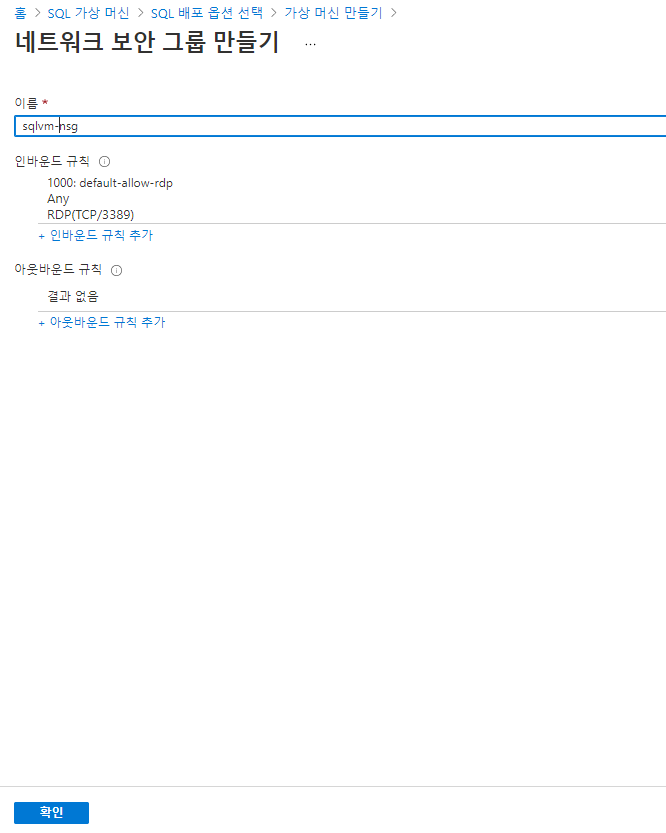 홈 > SQL 가상 머신 > SQL 배포 옵션 선택 > 가상 머신 만들기 >
네트워크 보안 그룹 만들기 ...
이름 *
sqlvm-nsg
인바운드 규칙
1000: default-allow-rdp
Any
RDP(TCP/3389)
+ 인바운드 규칙 추가
아웃바운드 규칙
결과 없음
+ 아웃바운드 규칙 추가
확인